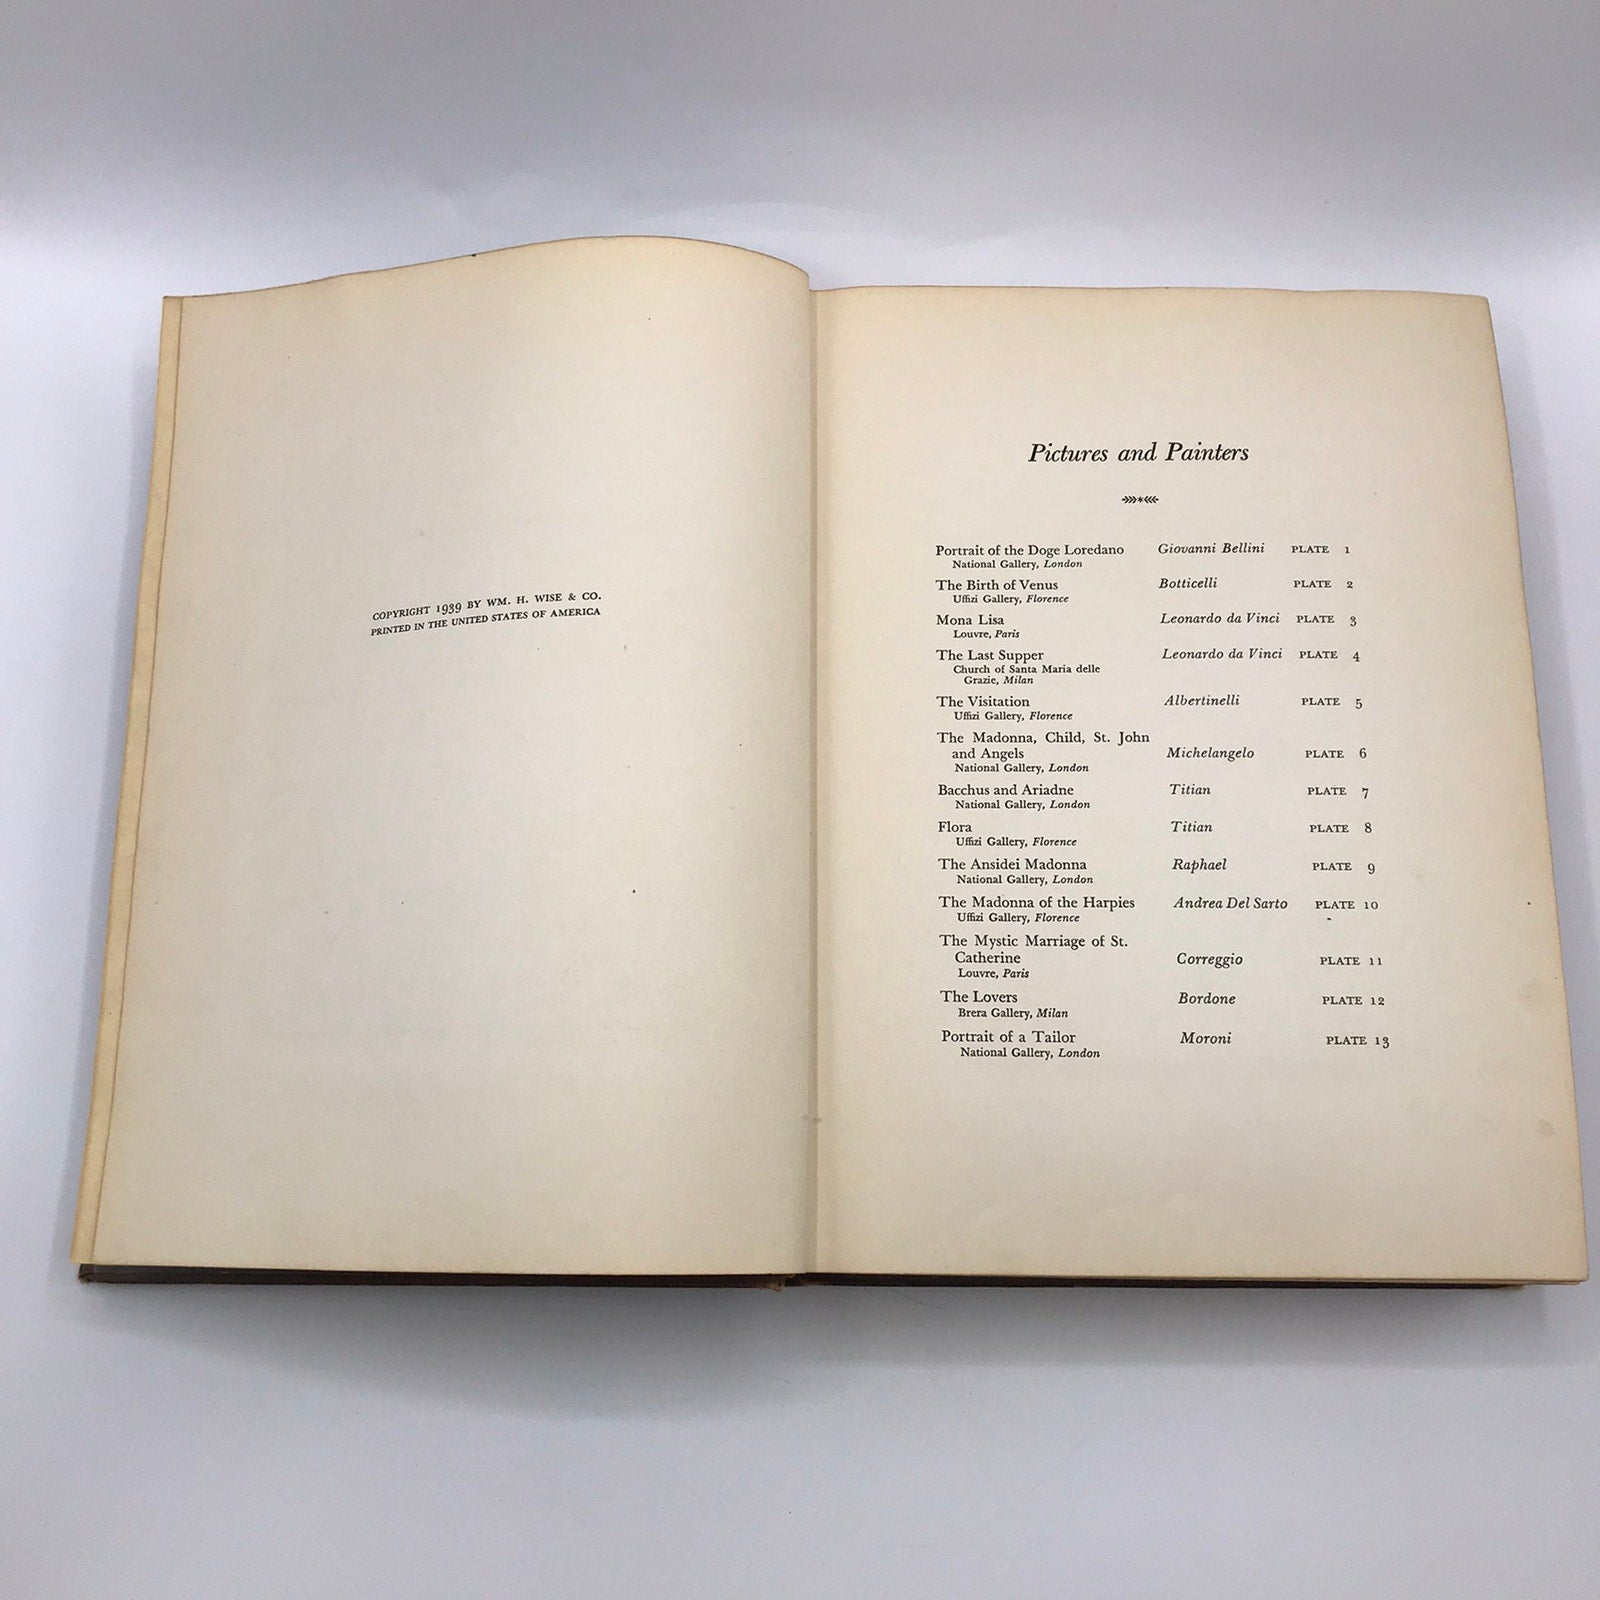 COPYRIGHT 1939 BY WM. H. WISE & CO.
PRINTED IN THE UNITED STATES OF AMERICA
Pictures and Painters
Portrait of the Doge Loredano Giovanni Bellini PLATE 1
National Gallery, London
The Birth of Venus Botticelli PLATE 2
Uffizi Gallery, Florence
Mona Lisa Leonardo da Vinci PLATE 3
Louvre, Paris
The Last Supper Leonardo da Vinci PLATE 4
Church of Santa Maria delle
Grazie, Milan
The Visitation Albertinelli PLATE 5
Uffizi Gallery, Florence
The Madonna, Child, St. John
and Angels Michelangelo PLATE 6
National Gallery, London
Bacchus and Ariadne Titian PLATE 7
National Gallery, London
Flora Titian PLATE 8
Uffizi Gallery, Florence
The Ansidei Madonna Raphael PLATE 9
National Gallery, London
The Madonna of the Harpies Andrea Del Sarto PLATE 10
Uffizi Gallery, Florence
The Mystic Marriage of St.
Catherine Correggio PLATE 11
Louvre, Paris
The Lovers Bordone PLATE 12
Brera Gallery, Milan
Portrait of a Tailor Moroni PLATE 13
National Gallery, London